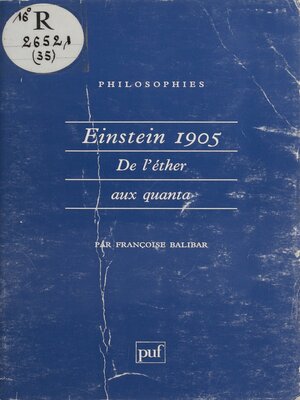 16°
R
2652,1
(35)
PHILOSOPHIES
Einstein 1905
De l'éther
aux quanta
PAR FRANÇOISE BALIBAR
puf